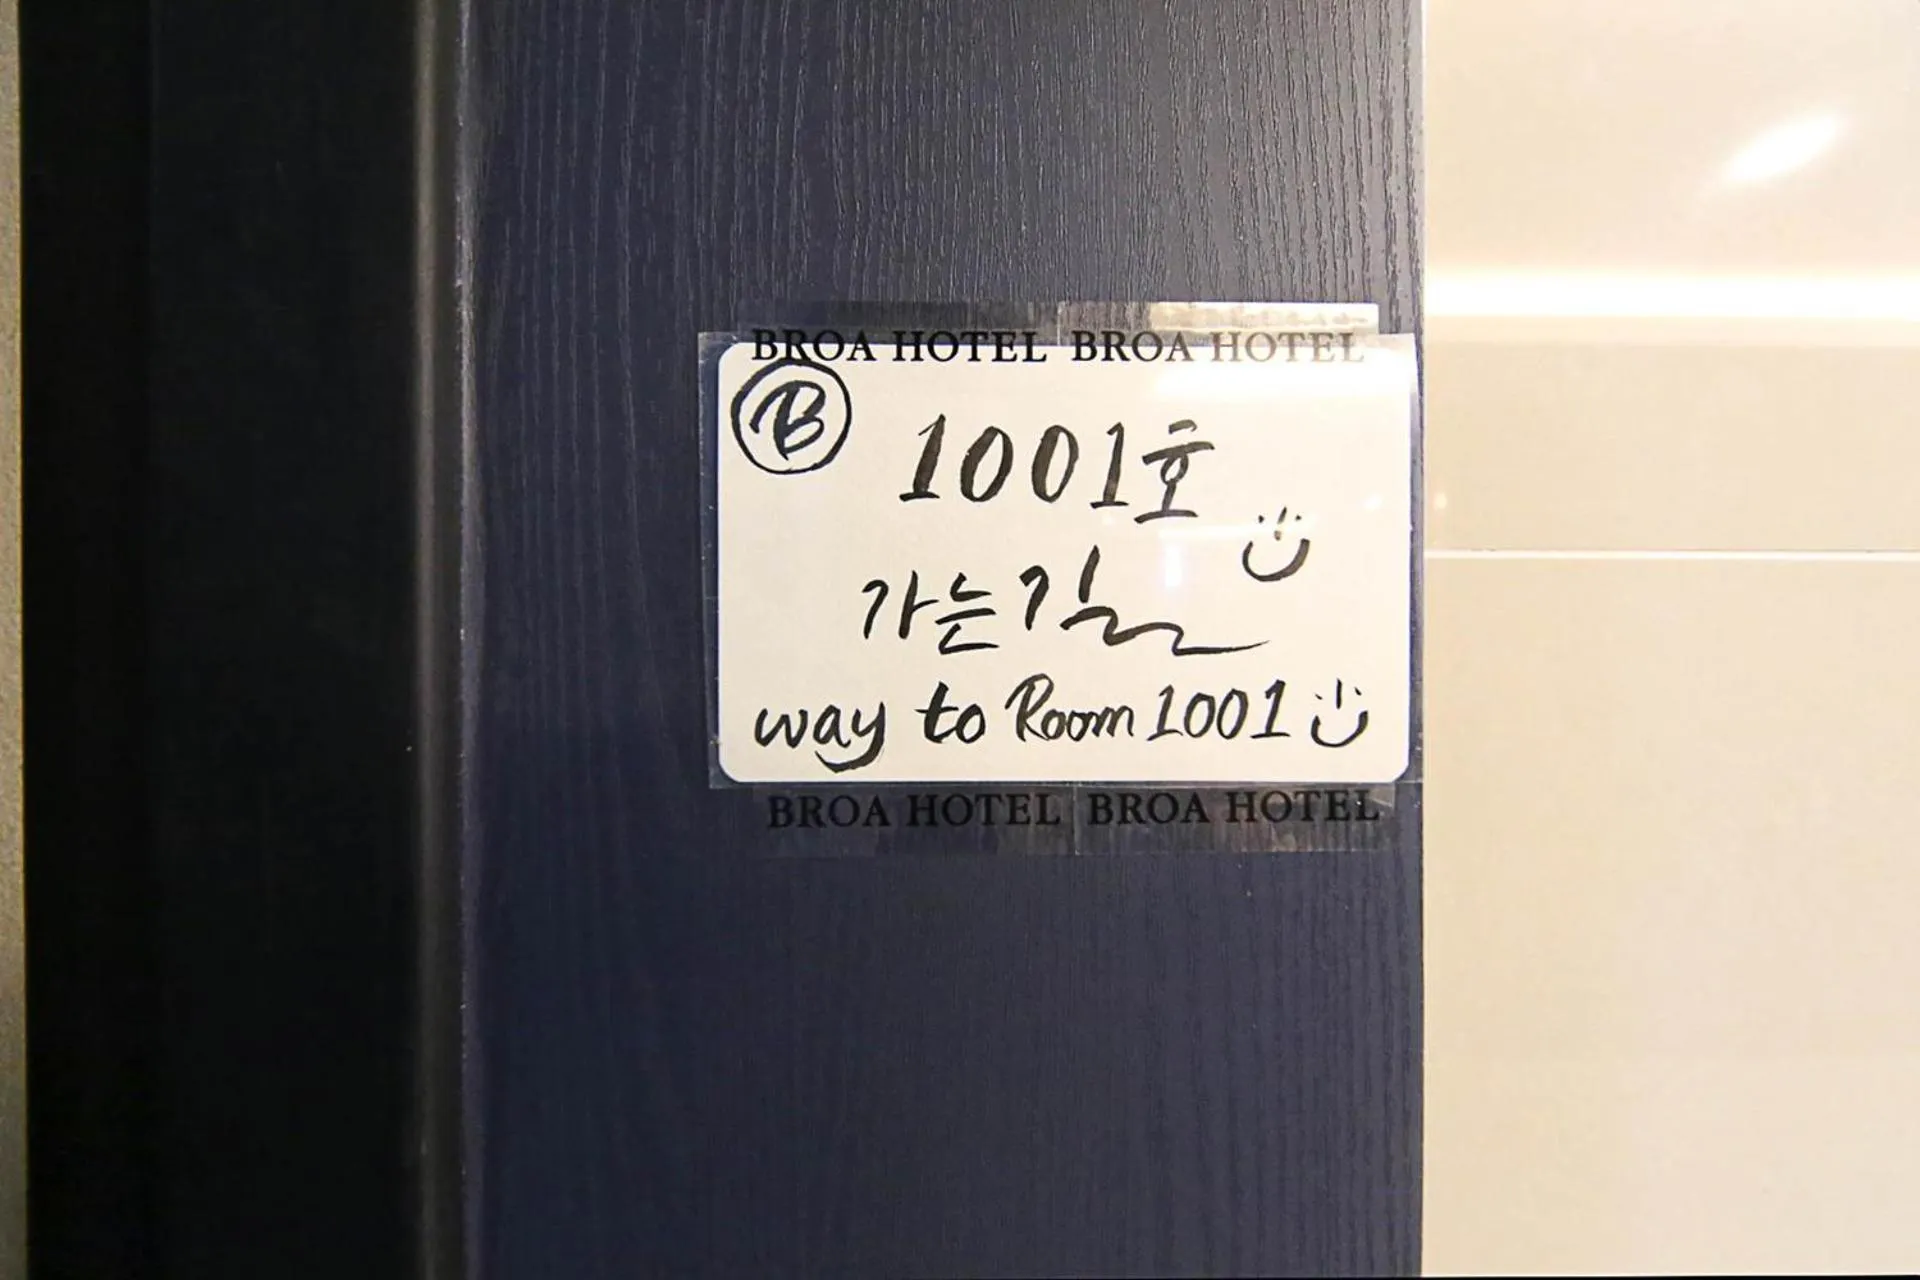 BROA HOTEL BROA HOTEL
B
1001호
가는길
way to Room 1001
BROA HOTEL BROA HOTEL